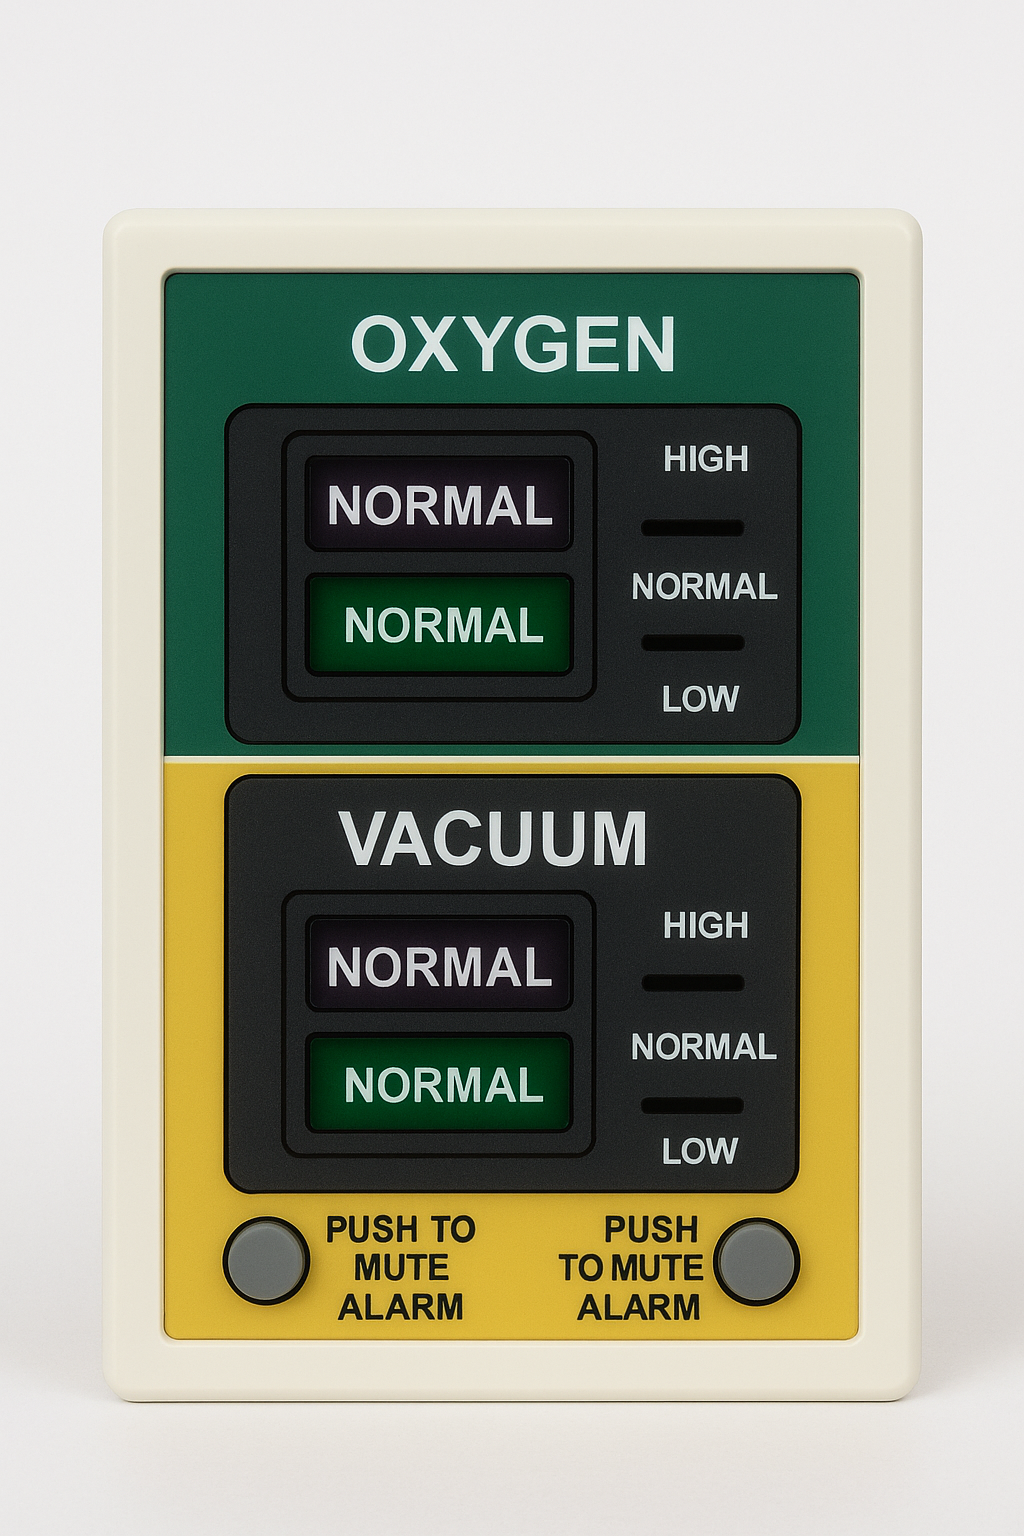 OXYGEN
NORMAL
HIGH
NORMAL
NORMAL
LOW
VACUUM
NORMAL
HIGH
NORMAL
NORMAL
LOW
PUSH TO
MUTE
ALARM
PUSH
TO MUTE
ALARM